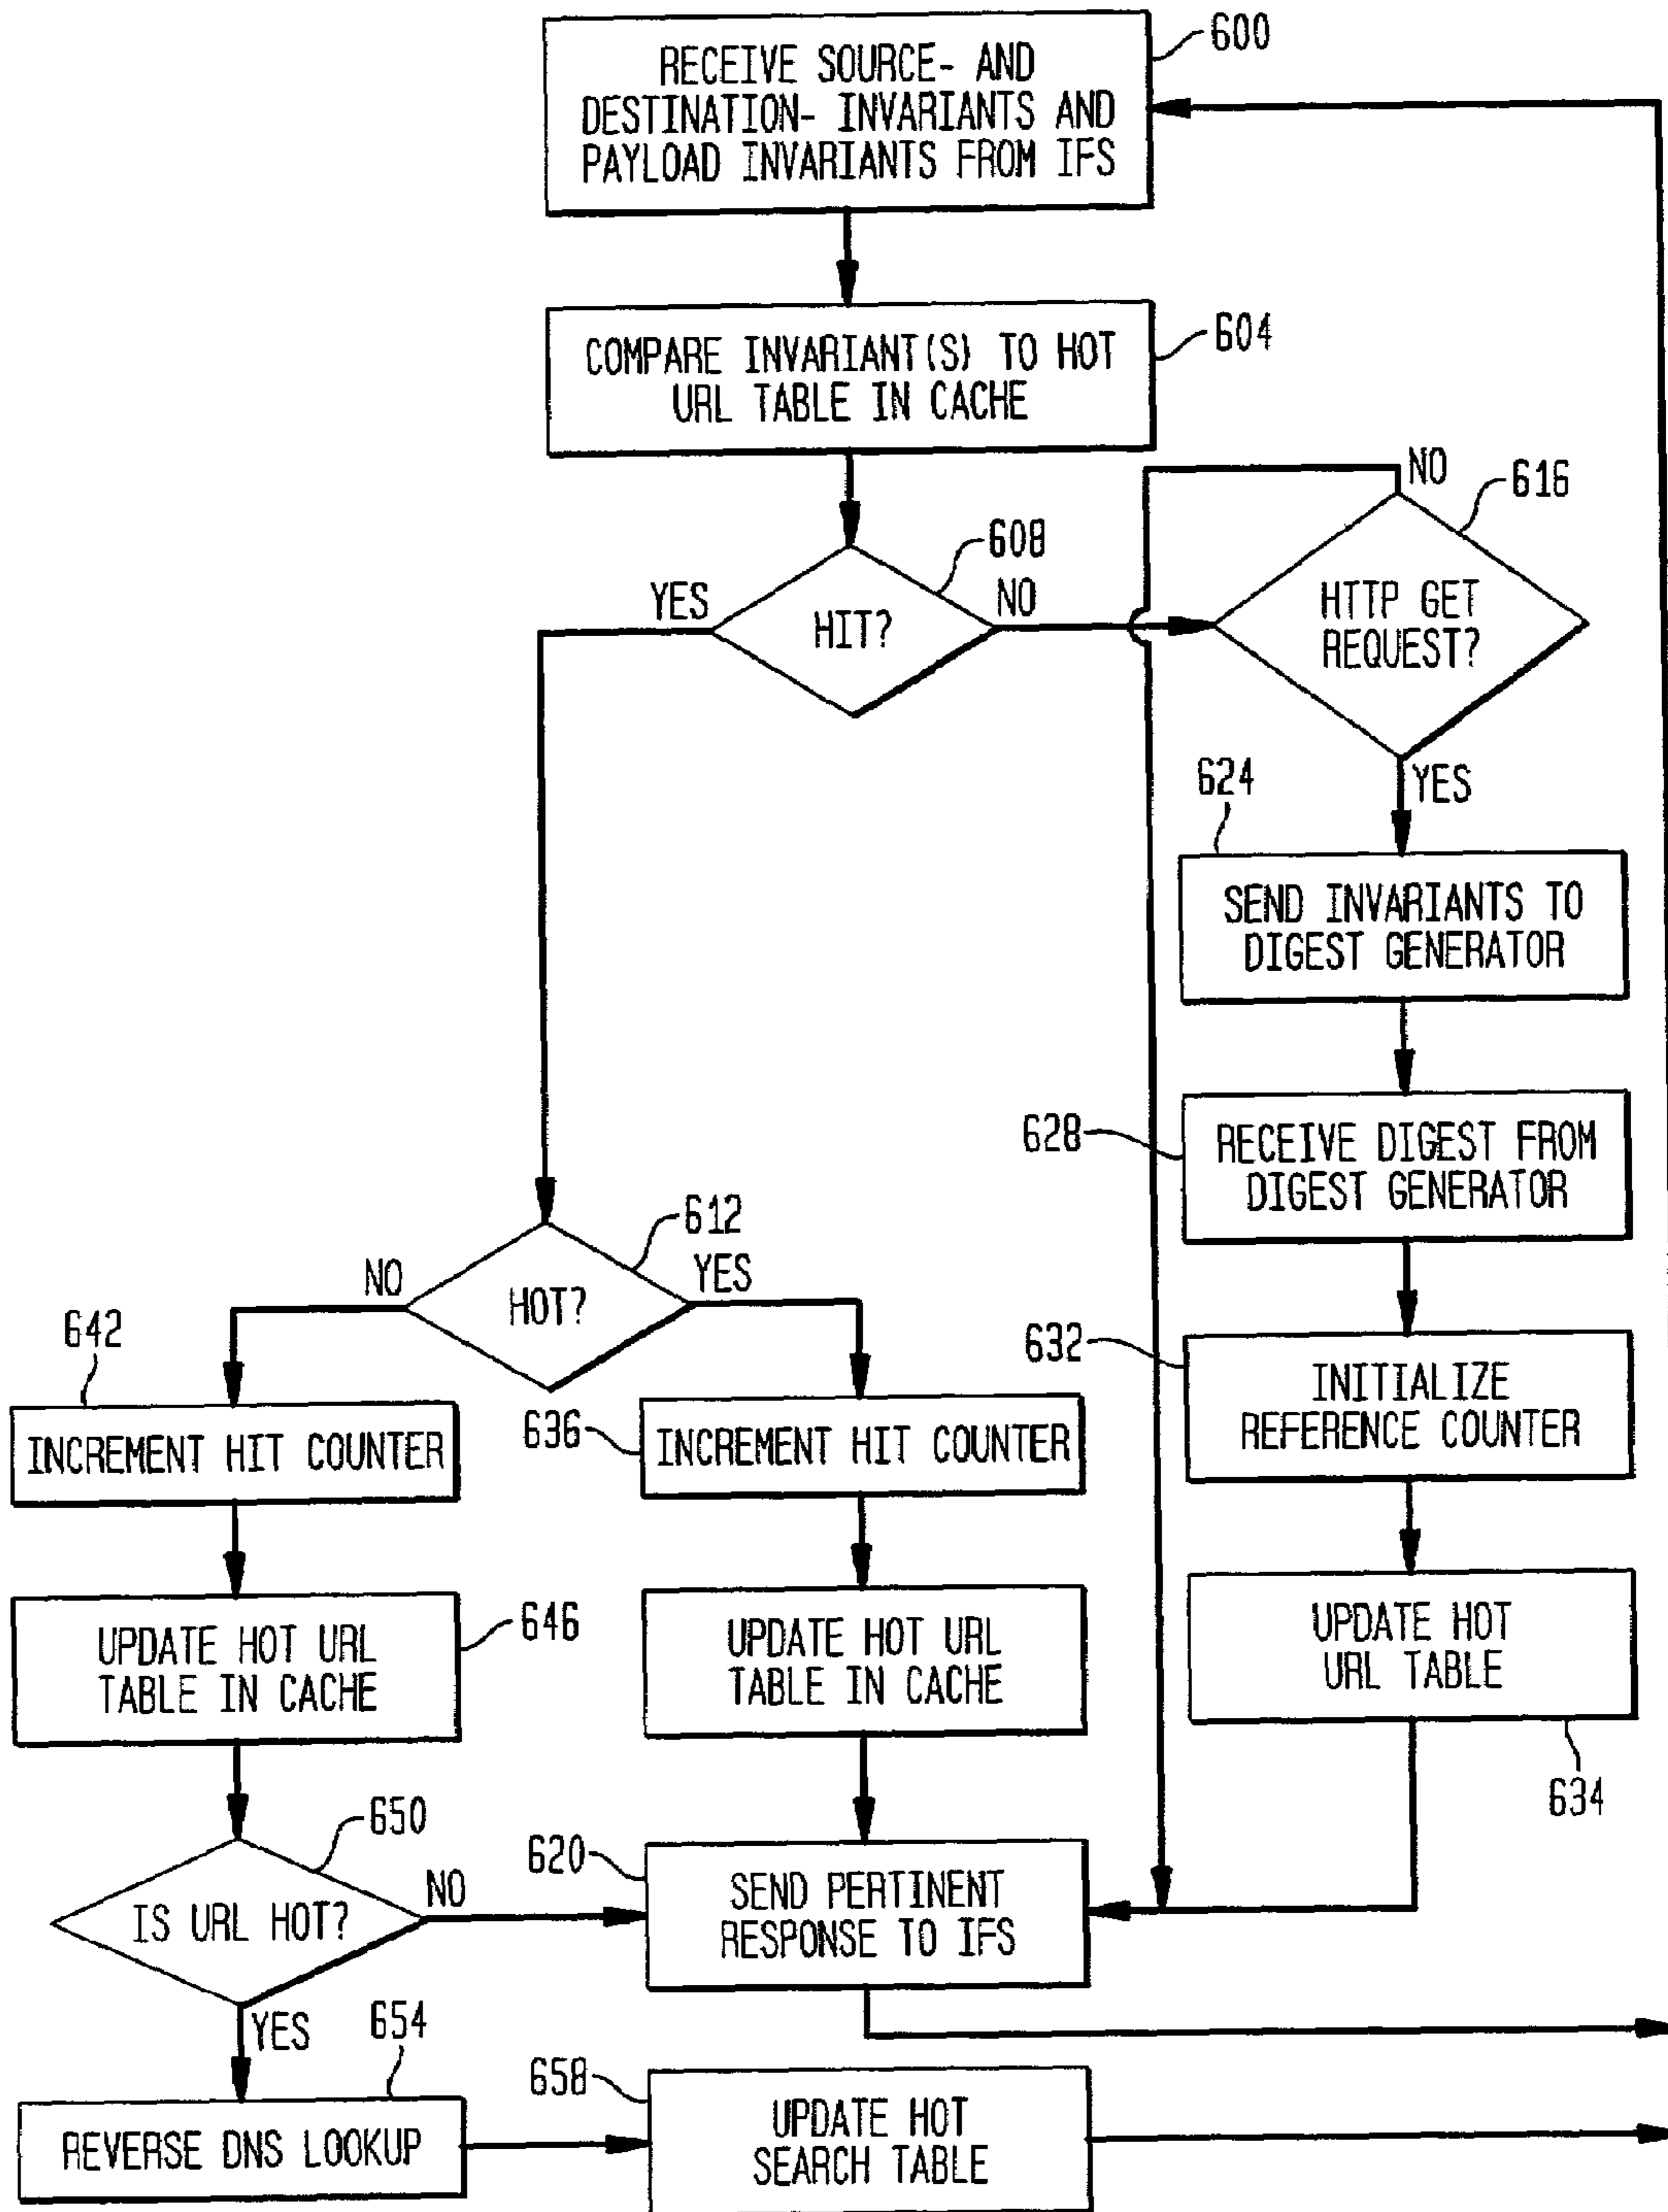 600
RECEIVE SOURCE- AND
DESTINATION- INVARIANTS AND
PAYLOAD INVARIANTS FROM IFS
604
COMPARE INVARIANT(S) TO HOT
URL TABLE IN CACHE
NO
616
608
YES
HIT?
NO
HTTP GET
REQUEST?
624
YES
SEND INVARIANTS TO
DIGEST GENERATOR
628
RECEIVE DIGEST FROM
DIGEST GENERATOR
612
NO
HOT?
YES
642
632
INITIALIZE
REFERENCE COUNTER
INCREMENT HIT COUNTER
636
INCREMENT HIT COUNTER
UPDATE HOT URL
TABLE IN CACHE
646
UPDATE HOT URL
TABLE IN CACHE
UPDATE HOT
URL TABLE
634
650
IS URL HOT?
NO
620
SEND PERTINENT
RESPONSE TO IFS
YES
654
REVERSE DNS LOOKUP
658
UPDATE HOT
SEARCH TABLE